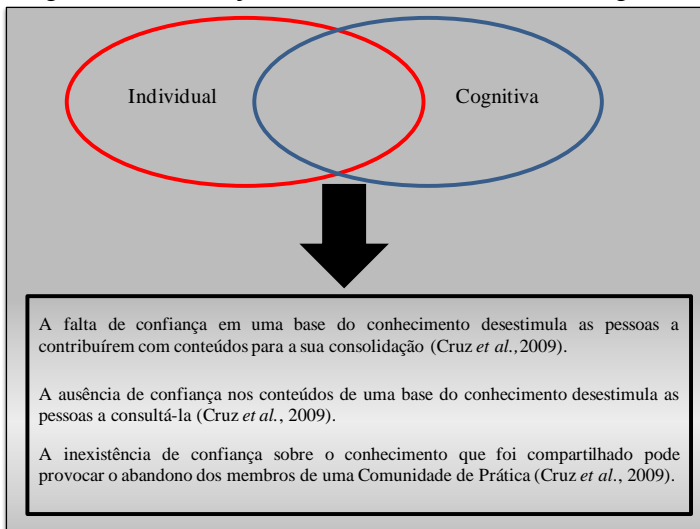 Individual
Cognitiva
A falta de confiança em uma base do conhecimento desestimula as pessoas a
contribuírem com conteúdos para a sua consolidação (Cruz et al.,2009).
A ausência de confiança nos conteúdos de uma base do conhecimento desestimula as
pessoas a consultá-la (Cruz et al., 2009).
A inexistência de confiança sobre o conhecimento que foi compartilhado pode
provocar o abandono dos membros de uma Comunidade de Prática (Cruz et al., 2009).